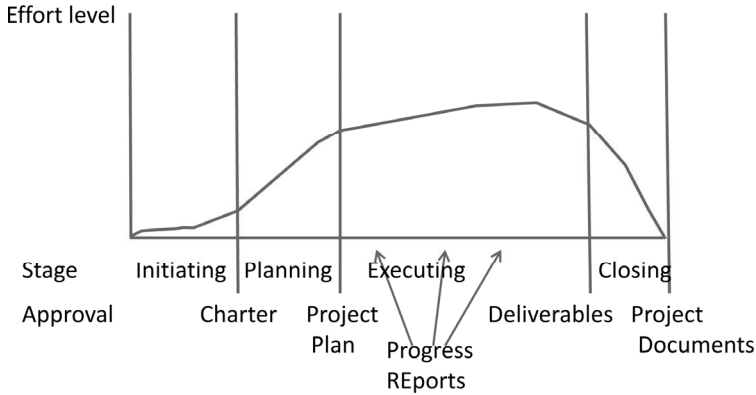 Effort level
Stage Initiating Planning Executing Closing
Approval Charter Project Deliverables Project
Plan Documents
Progress
REports